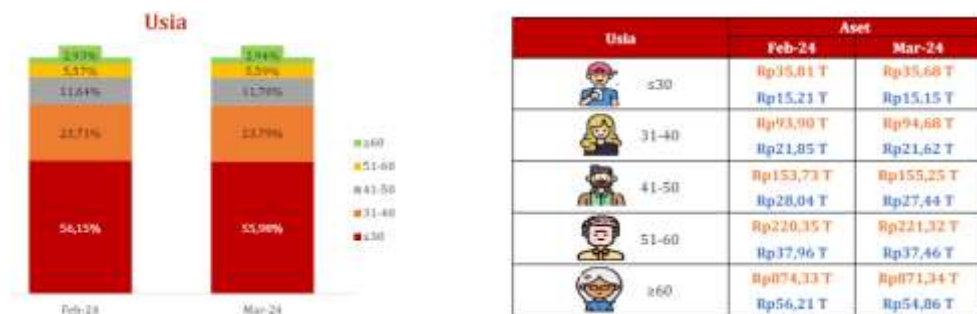 Usia
2,93% 2,94%
5,57% 5,59%
11,64% 11,70%
23,71% 23,79%
56,15% 55,98%
Feb-24 Mar-24
≥60
51-60
41-50
31-40
≤30
Usia Aset
Feb-24 Mar-24
≤30 Rp35,81 T Rp35,68 T
Rp15,21 T Rp15,15 T
31-40 Rp93,90 T Rp94,68 T
Rp21,85 T Rp21,62 T
41-50 Rp153,73 T Rp155,25 T
Rp28,04 T Rp27,44 T
51-60 Rp220,35 T Rp221,32 T
Rp37,96 T Rp37,46 T
≥60 Rp874,33 T Rp871,34 T
Rp56,21 T Rp54,86 T